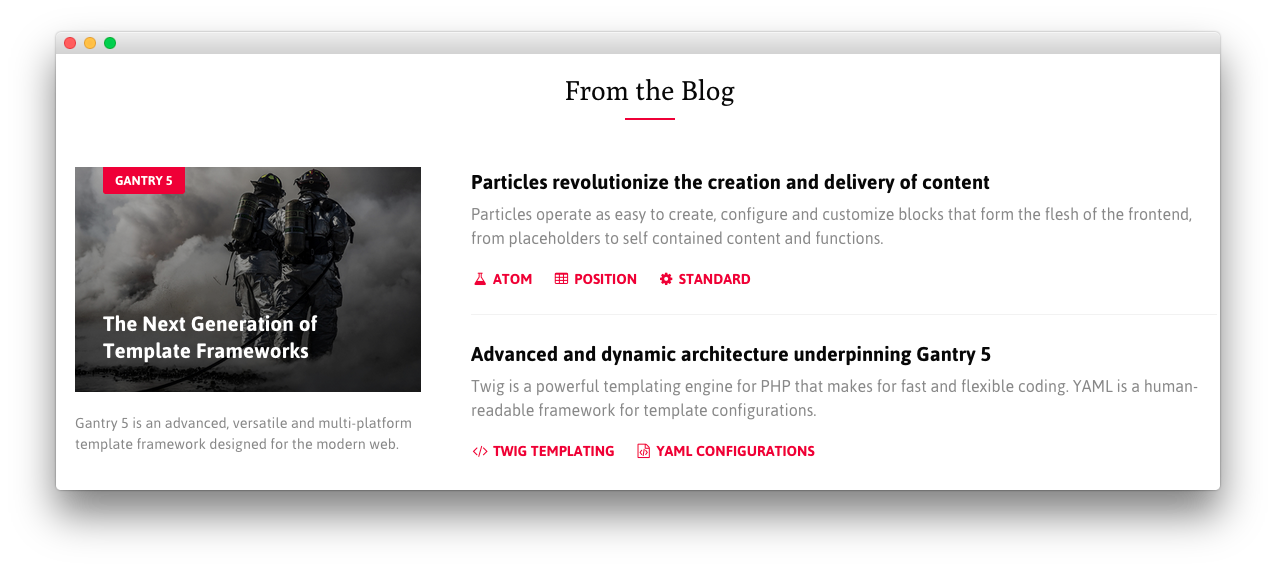 From the Blog
GANTRY 5
The Next Generation of
Template Frameworks
Gantry 5 is an advanced, versatile and multi-platform
template framework designed for the modern web.
Particles revolutionize the creation and delivery of content
Particles operate as easy to create, configure and customize blocks that form the flesh of the frontend,
from placeholders to self contained content and functions.
ATOM POSITION STANDARD
Advanced and dynamic architecture underpinning Gantry 5
Twig is a powerful templating engine for PHP that makes for fast and flexible coding. YAML is a human-
readable framework for template configurations.
TWIG TEMPLATING YAML CONFIGURATIONS